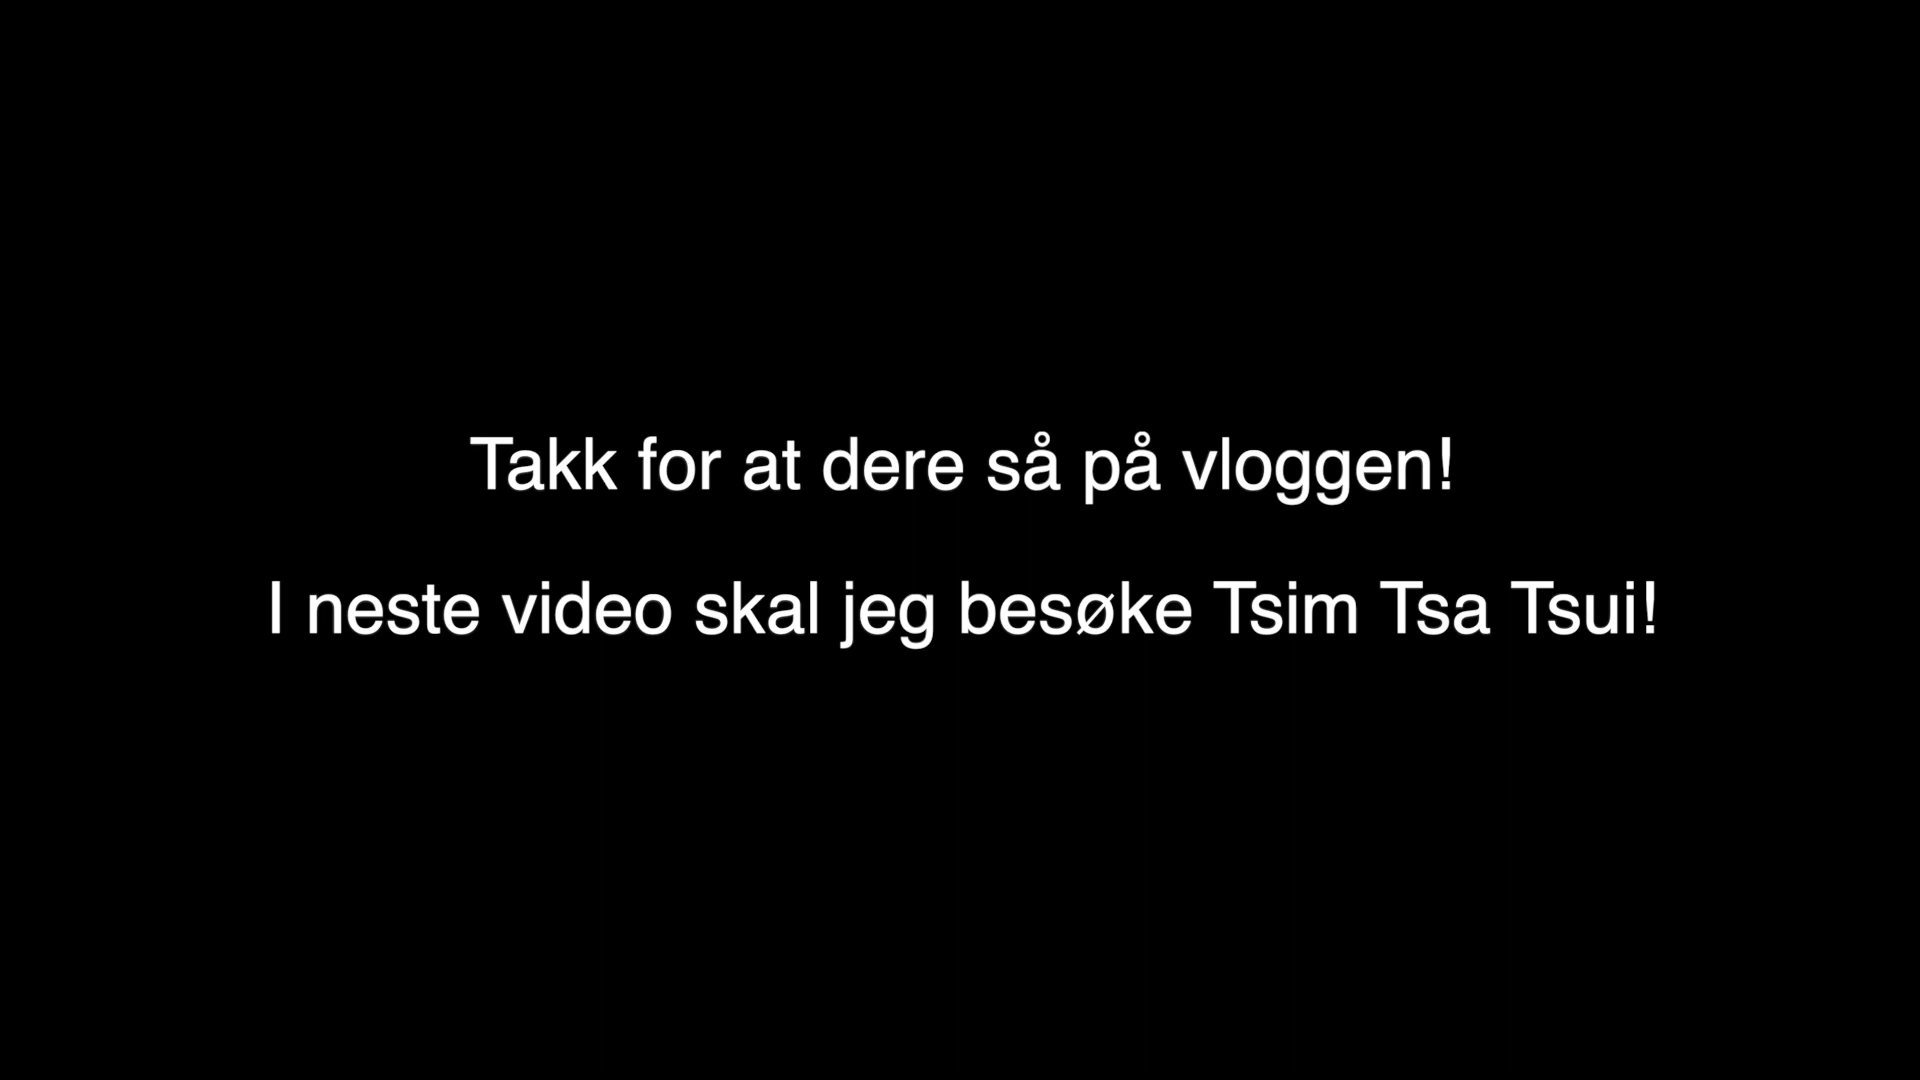 Takk for at dere så på vloggen!
I neste video skal jeg besøke Tsim Tsa Tsui!